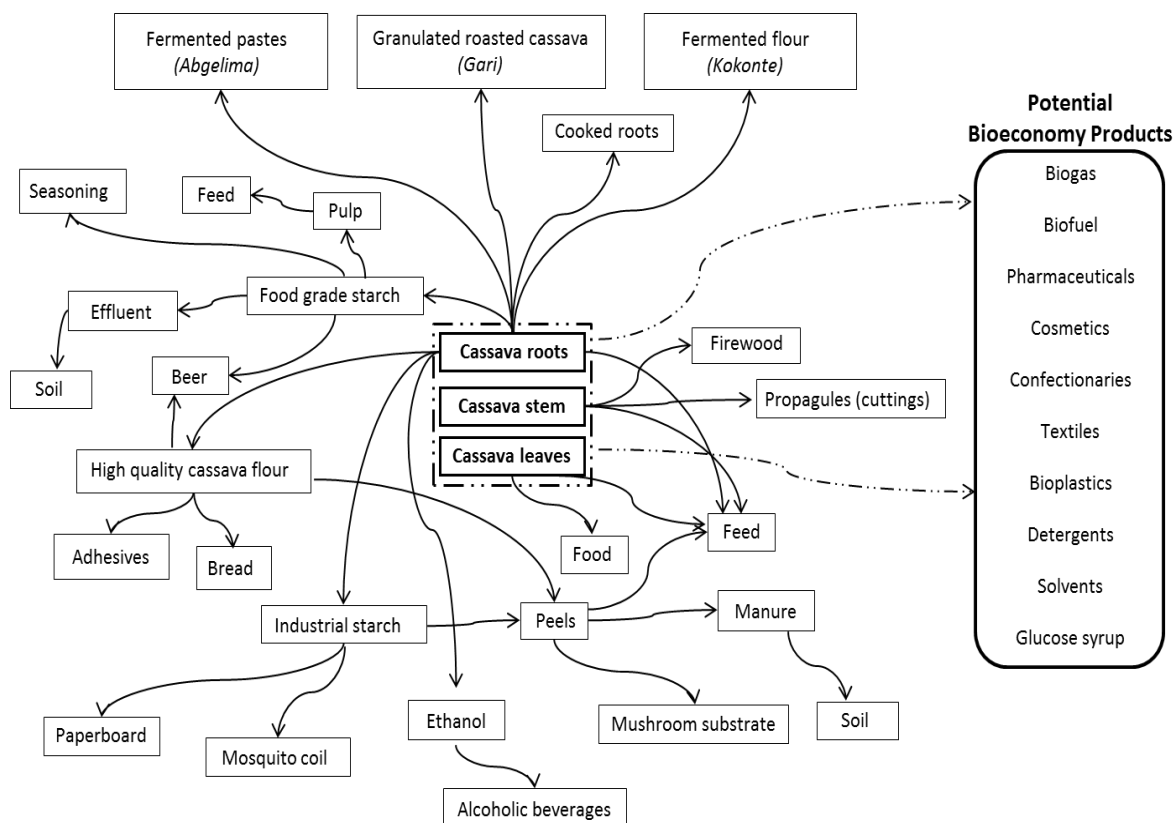 Fermented pastes
(Abgelima)
Granulated roasted cassava
(Gari)
Fermented flour
(Kokonte)
Cooked roots
Potential
Bioeconomy Products
Biogas
Biofuel
Pharmaceuticals
Cosmetics
Confectionaries
Textiles
Bioplastics
Detergents
Solvents
Glucose syrup
Seasoning
Feed
Pulp
Food grade starch
Effluent
Soil
Beer
Cassava roots
Cassava stem
Cassava leaves
Firewood
Propagules (cuttings)
High quality cassava flour
Adhesives
Bread
Food
Feed
Industrial starch
Peels
Manure
Paperboard
Mosquito coil
Ethanol
Mushroom substrate
Soil
Alcoholic beverages